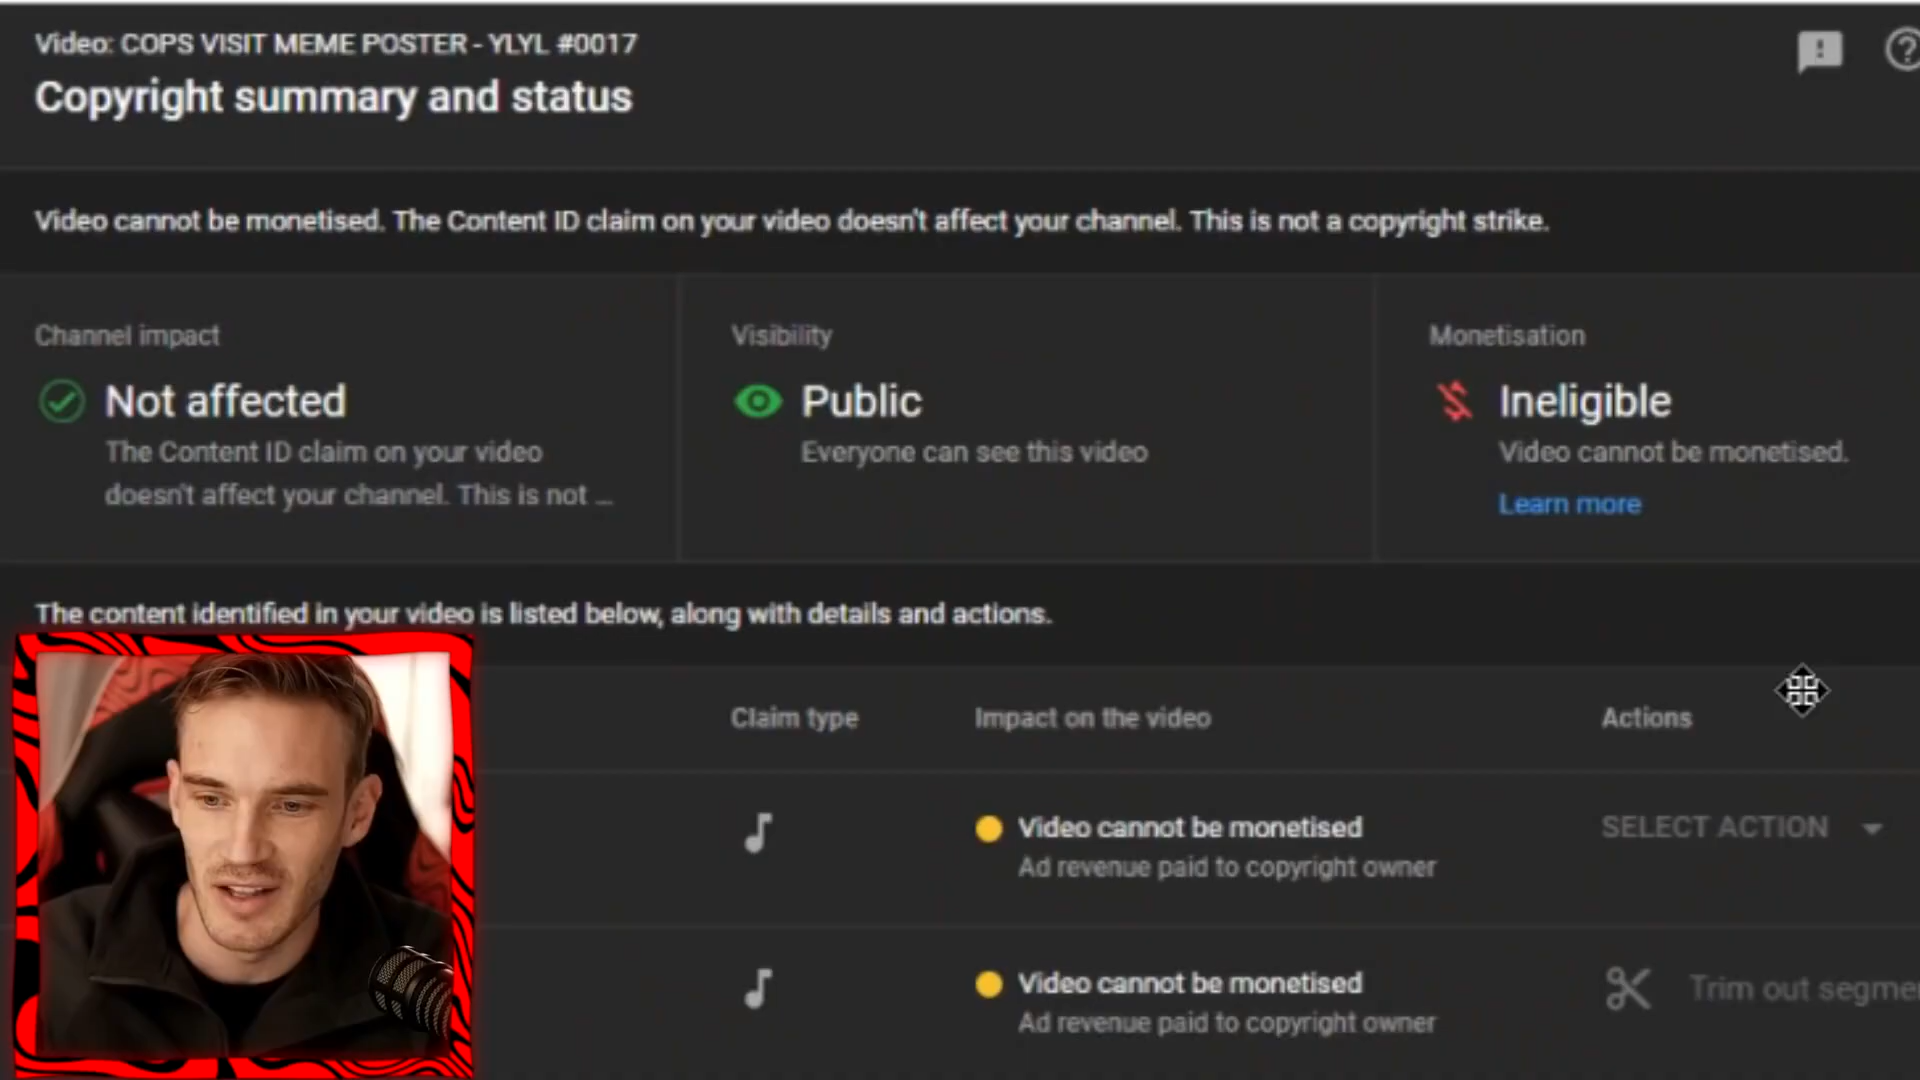 Video: COPS VISIT MEME POSTER - YLYL #0017
Copyright summary and status
Video cannot be monetised. The Content ID claim on your video doesn't affect your channel. This is not a copyright strike.
Channel impact
Not affected
The Content ID claim on your video
doesn't affect your channel. This is not ...
Visibility
Public
Everyone can see this video
Monetisation
Ineligible
Video cannot be monetised.
Learn more
The content identified in your video is listed below, along with details and actions.
Claim type Impact on the video Actions
Video cannot be monetised SELECT ACTION
Ad revenue paid to copyright owner
Video cannot be monetised Trim out segme
Ad revenue paid to copyright owner